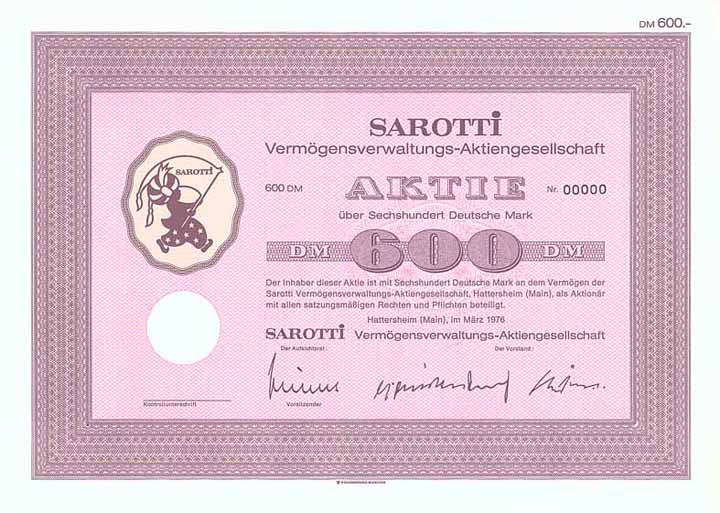 DM 600.-
SAROTTI
Vermögensverwaltungs-Aktiengesellschaft
SAROTTI
600 DM AKTIE Nr. 00000
über Sechshundert Deutsche Mark
DM 600 DM
Der Inhaber dieser Aktie ist mit Sechshundert Deutsche Mark an dem Vermögen der
Sarotti Vermögensverwaltungs-Aktiengesellschaft, Hattersheim (Main), als Aktionär
mit allen satzungsmäßigen Rechten und Pflichten beteiligt.
Hattersheim (Main), im März 1976
SAROTTI Vermögensverwaltungs-Aktiengesellschaft
Der Aufsichtsrat: Der Vorstand:
Kontrollunterschrift Vorsitzender